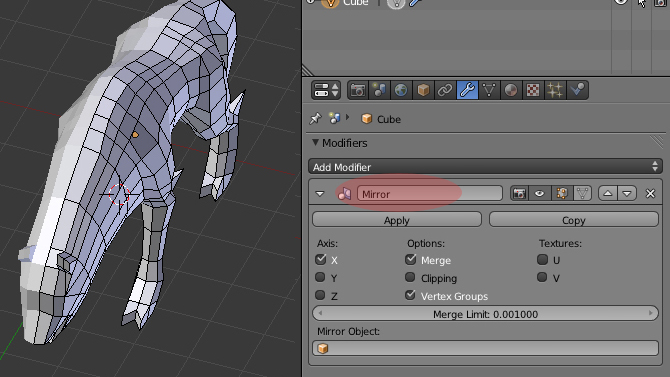 Cube
Cube
Modifiers
Add Modifier
Mirror
Apply Copy
Axis: Options: Textures:
X Merge U
Y Clipping V
Z Vertex Groups
Merge Limit: 0.001000
Mirror Object: